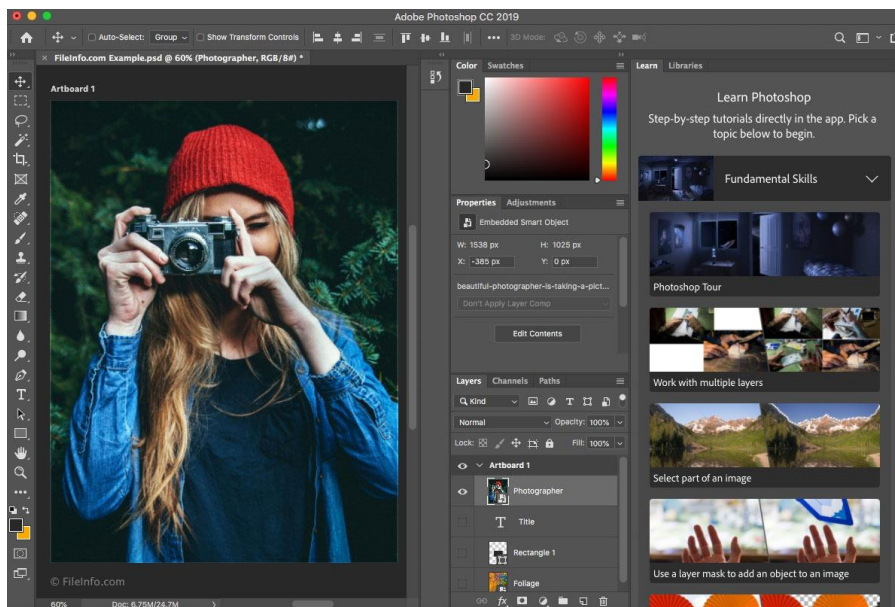 Adobe Photoshop CC 2019
Auto-Select: Group Show Transform Controls 3D Mode:
× FileInfo.com Example.psd @ 60% (Photographer, RGB/8#) *
Artboard 1
© FileInfo.com
60% Doc: 6.75M/24.7M
Color Swatches
Properties Adjustments
Embedded Smart Object
W: 1538 px H: 1025 px
X: -385 px Y: 0 px
beautiful-photographer-is-taking-a-pict...
Don't Apply Layer Comp
Edit Contents
Layers Channels Paths
Kind
Normal Opacity: 100%
Lock: Fill: 100%
Artboard 1
Photographer
T Title
Rectangle 1
Foliage
fx
Learn Libraries
Learn Photoshop
Step-by-step tutorials directly in the app. Pick a
topic below to begin.
Fundamental Skills
Photoshop Tour
Work with multiple layers
Select part of an image
Use a layer mask to add an object to an image